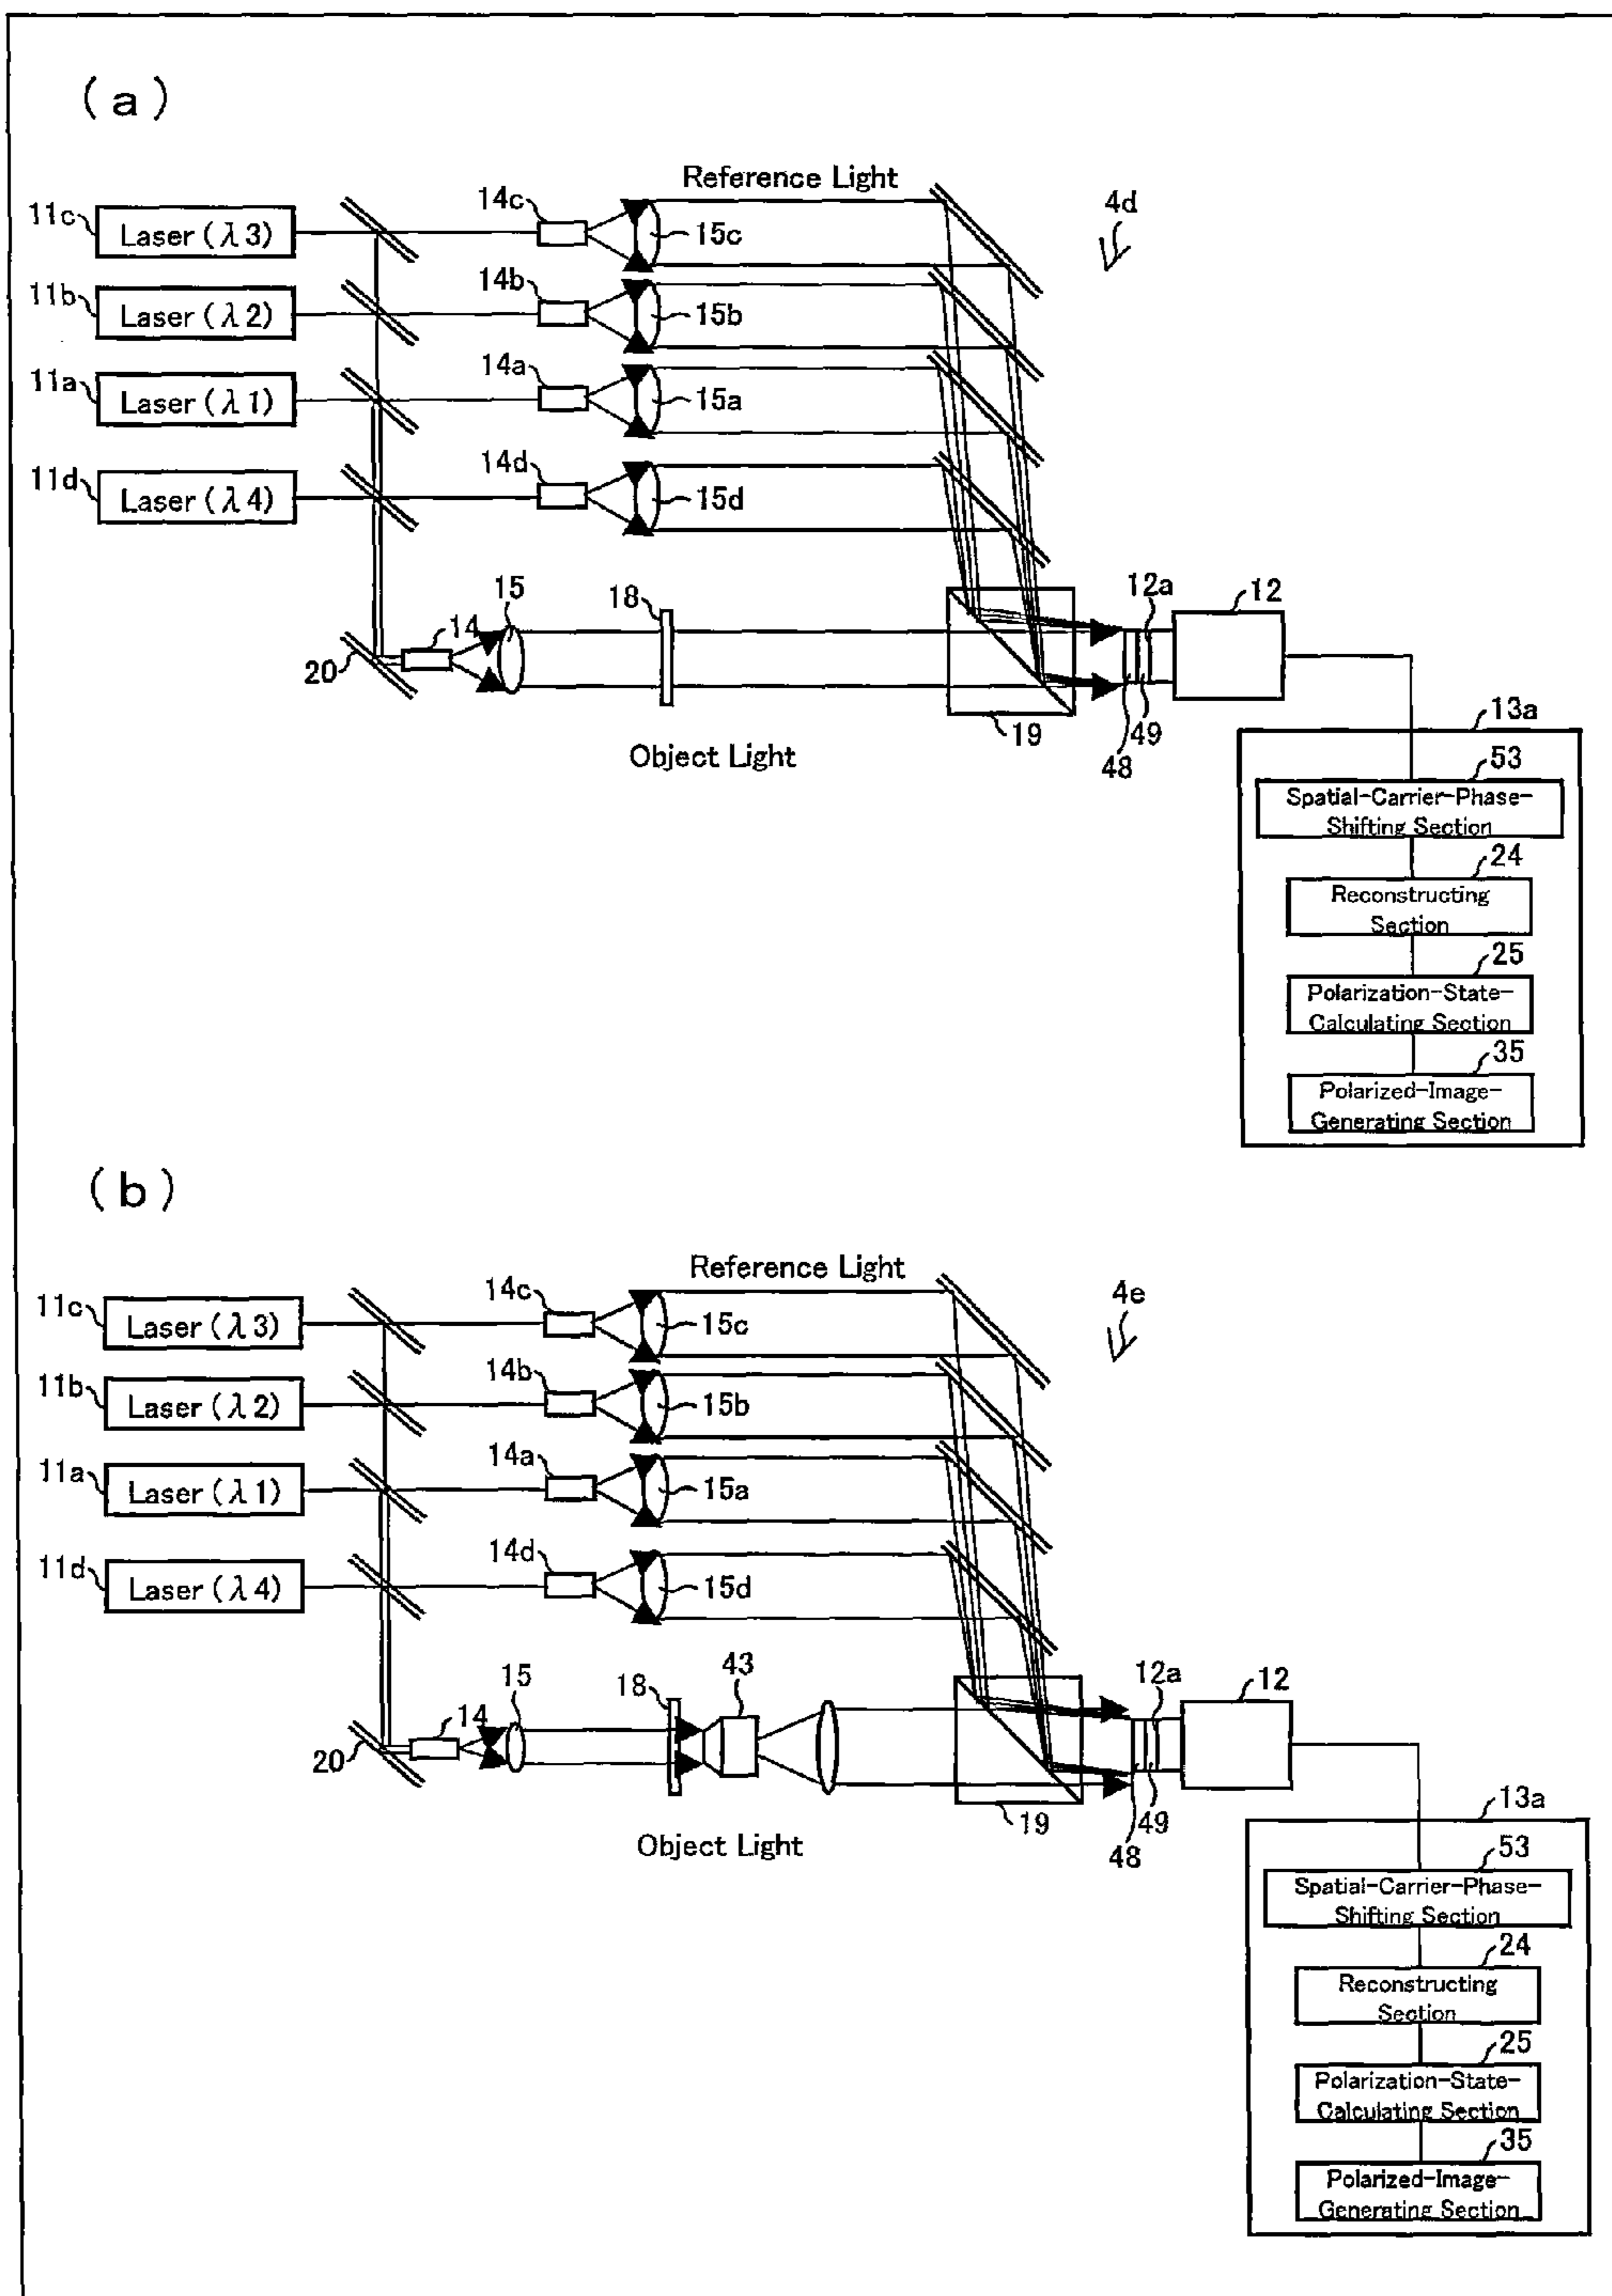 (a)
Reference Light
4d
11c
Laser(λ3)
14c
15c
11b
Laser(λ2)
14b
15b
11a
Laser(λ1)
14a
15a
11d
Laser(λ4)
14d
15d
20
14
15
18
19
12a
12
48
49
Object Light
13a
53
Spatial-Carrier-Phase-
Shifting Section
24
Reconstructing
Section
25
Polarization-State-
Calculating Section
35
Polarized-Image-
Generating Section
(b)
Reference Light
4e
11c
Laser(λ3)
14c
15c
11b
Laser(λ2)
14b
15b
11a
Laser(λ1)
14a
15a
11d
Laser(λ4)
14d
15d
20
14
15
18
43
19
12a
12
48
49
Object Light
13a
53
Spatial-Carrier-Phase-
Shifting Section
24
Reconstructing
Section
25
Polarization-State-
Calculating Section
35
Polarized-Image-
Generating Section